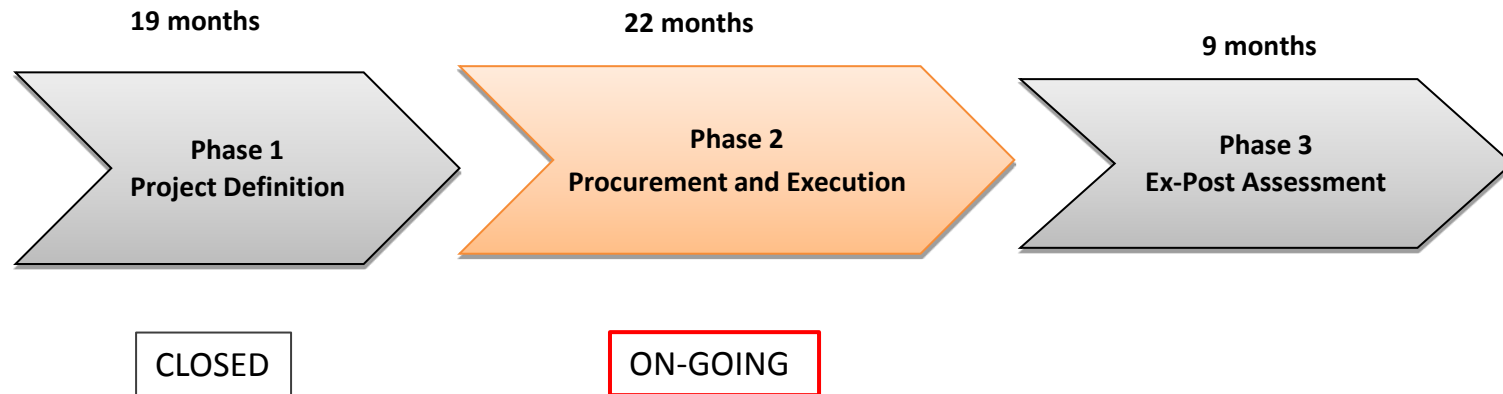 19 months
22 months
9 months
Phase 1
Project Definition
Phase 2
Procurement and Execution
Phase 3
Ex-Post Assessment
CLOSED
ON-GOING